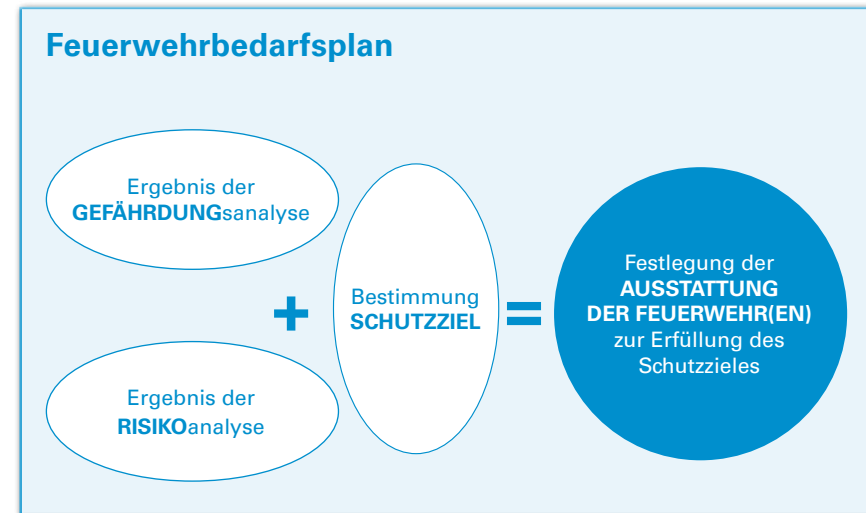 Feuerwehrbedarfsplan
Ergebnis der
GEFÄHRDUNGsanalyse
+
Ergebnis der
RISIKOanalyse
Bestimmung
SCHUTZZIEL
=
Festlegung der
AUSSTATTUNG
DER FEUERWEHR(EN)
zur Erfüllung des
Schutzzieles